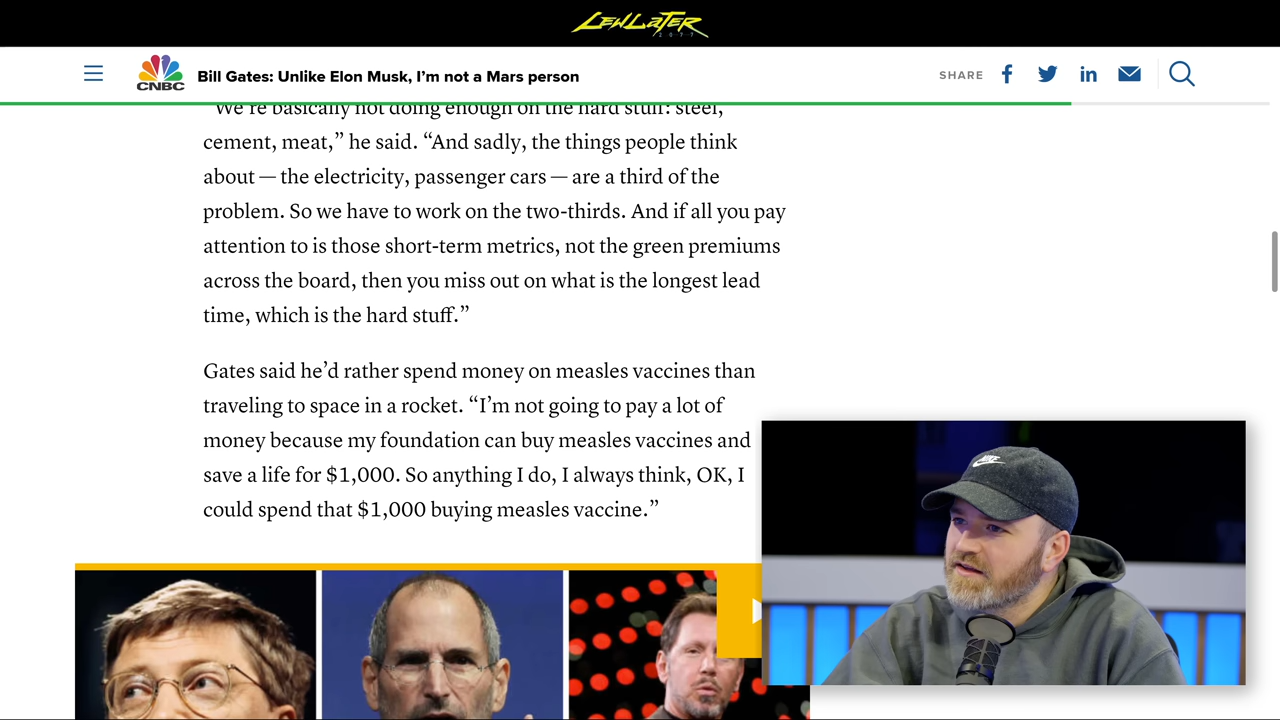 LEWLATER
2077
CNBC
Bill Gates: Unlike Elon Musk, I’m not a Mars person
SHARE
“We’re basically not doing enough on the hard stuff: steel,
cement, meat,” he said. “And sadly, the things people think
about — the electricity, passenger cars — are a third of the
problem. So we have to work on the two-thirds. And if all you pay
attention to is those short-term metrics, not the green premiums
across the board, then you miss out on what is the longest lead
time, which is the hard stuff.”
Gates said he’d rather spend money on measles vaccines than
traveling to space in a rocket. “I’m not going to pay a lot of
money because my foundation can buy measles vaccines and
save a life for $1,000. So anything I do, I always think, OK, I
could spend that $1,000 buying measles vaccine.”
NIKE